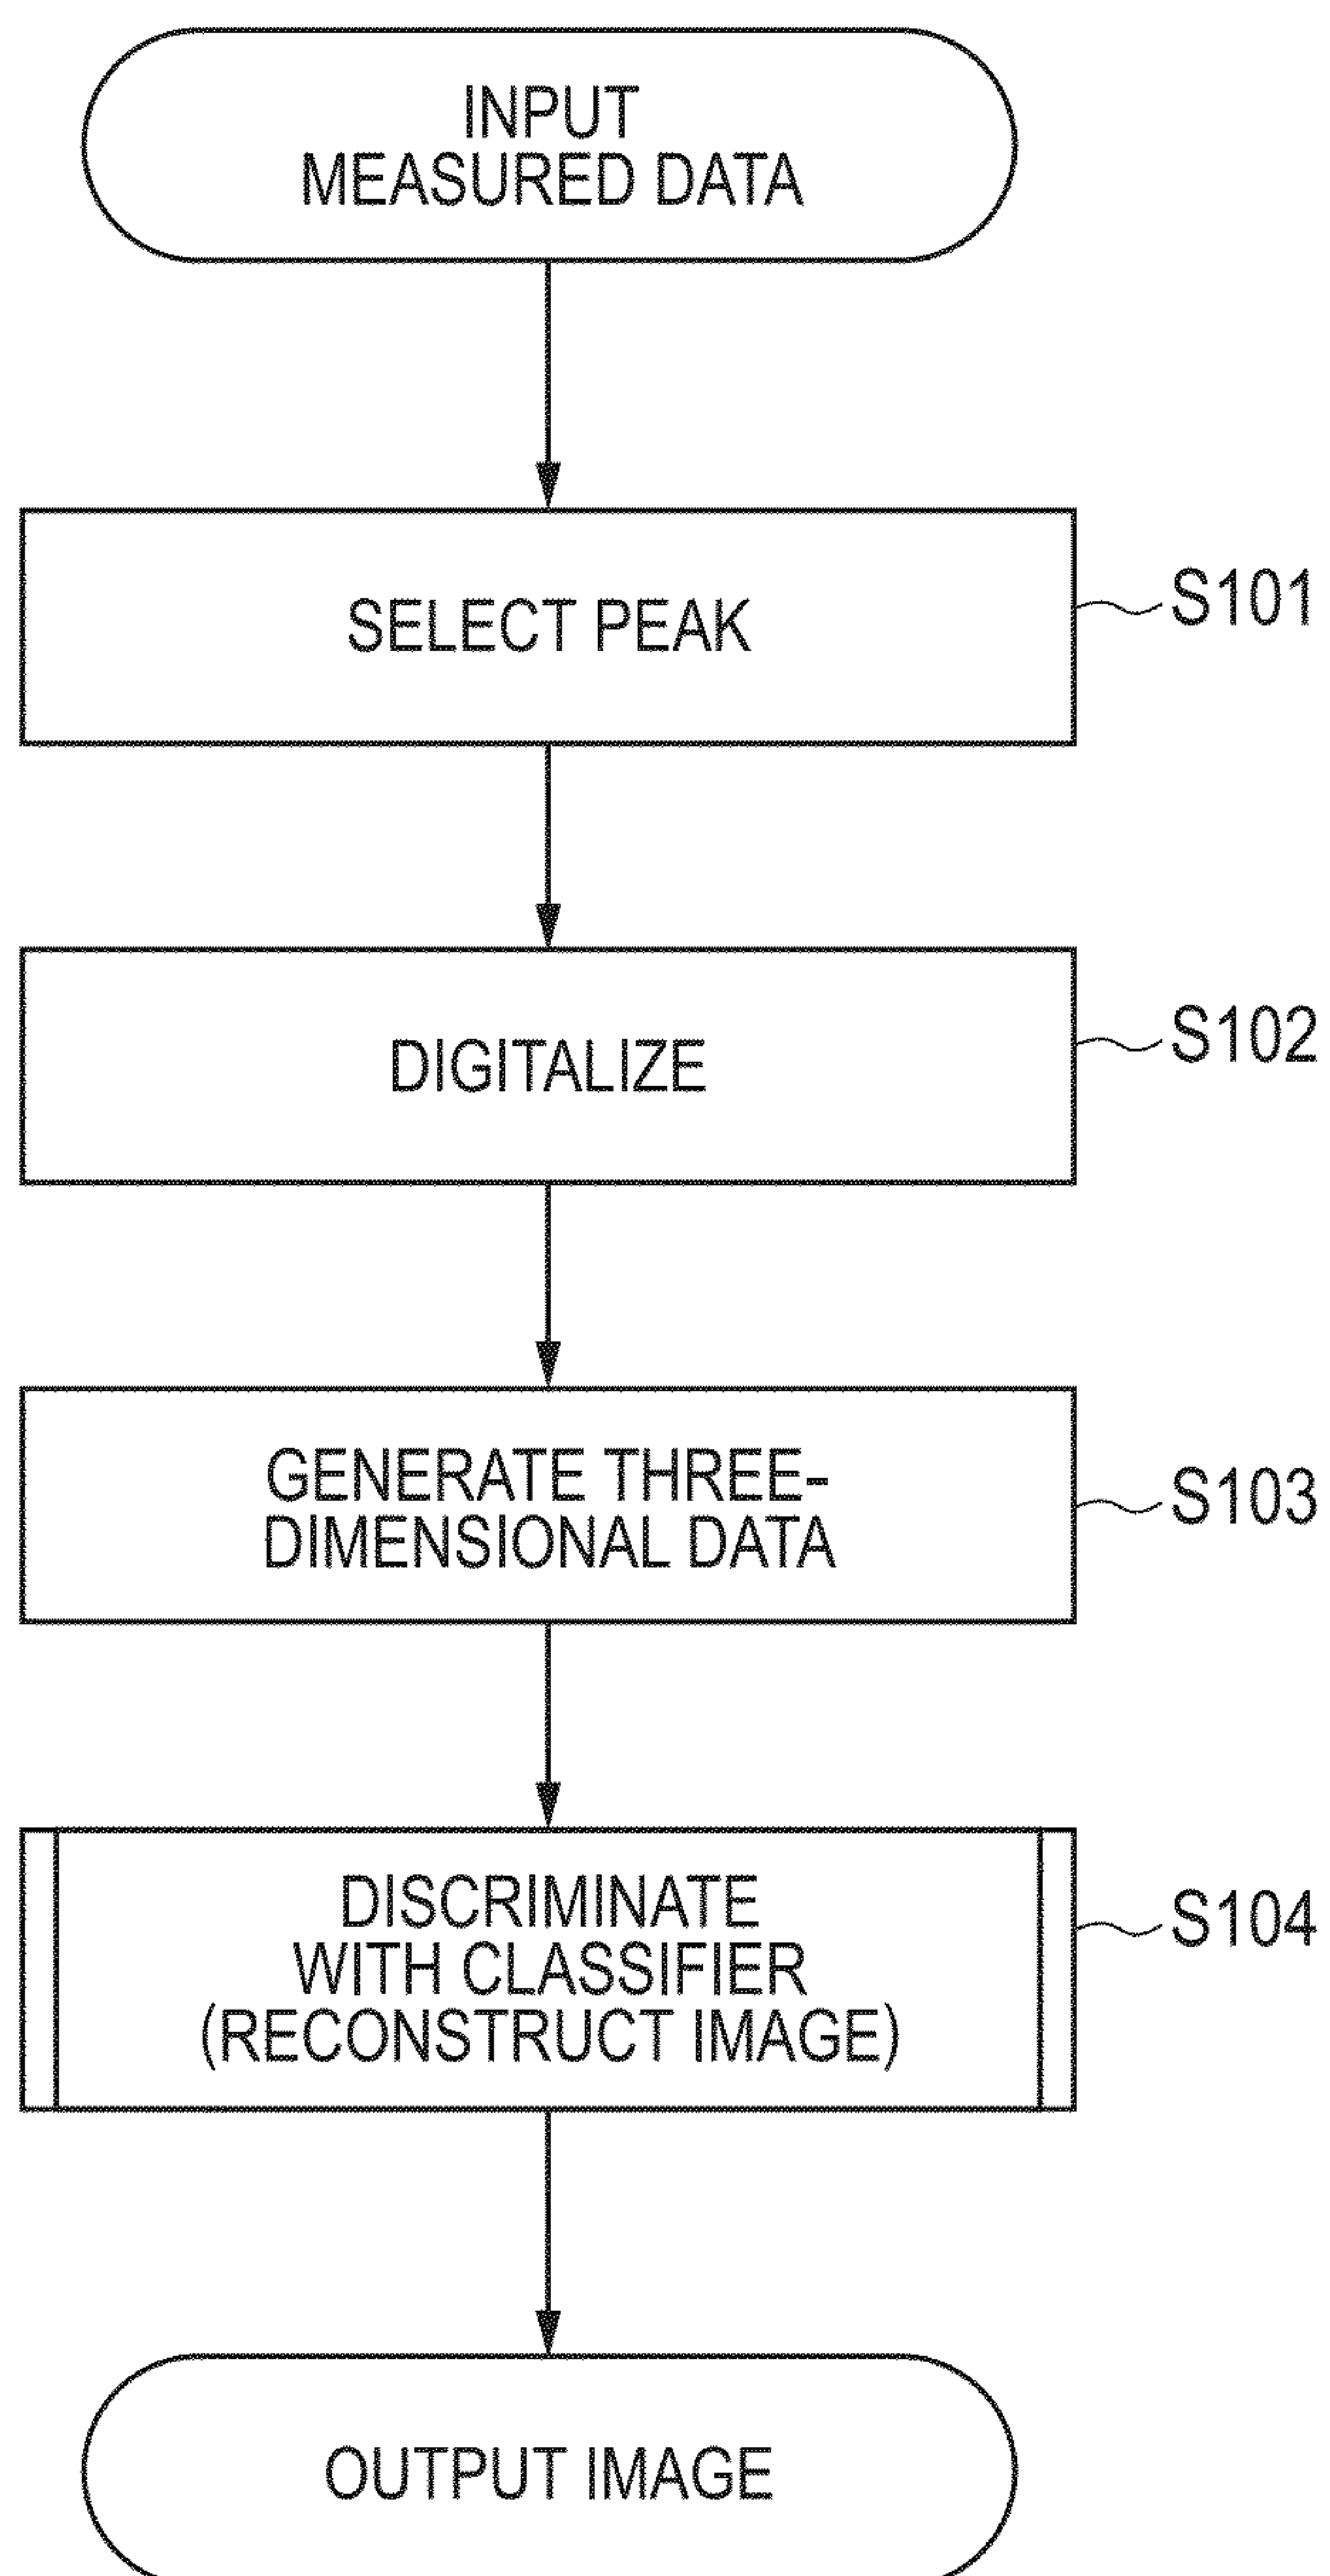 INPUT
MEASURED DATA
SELECT PEAK
S101
DIGITALIZE
S102
GENERATE THREE-
DIMENSIONAL DATA
S103
DISCRIMINATE
WITH CLASSIFIER
(RECONSTRUCT IMAGE)
S104
OUTPUT IMAGE